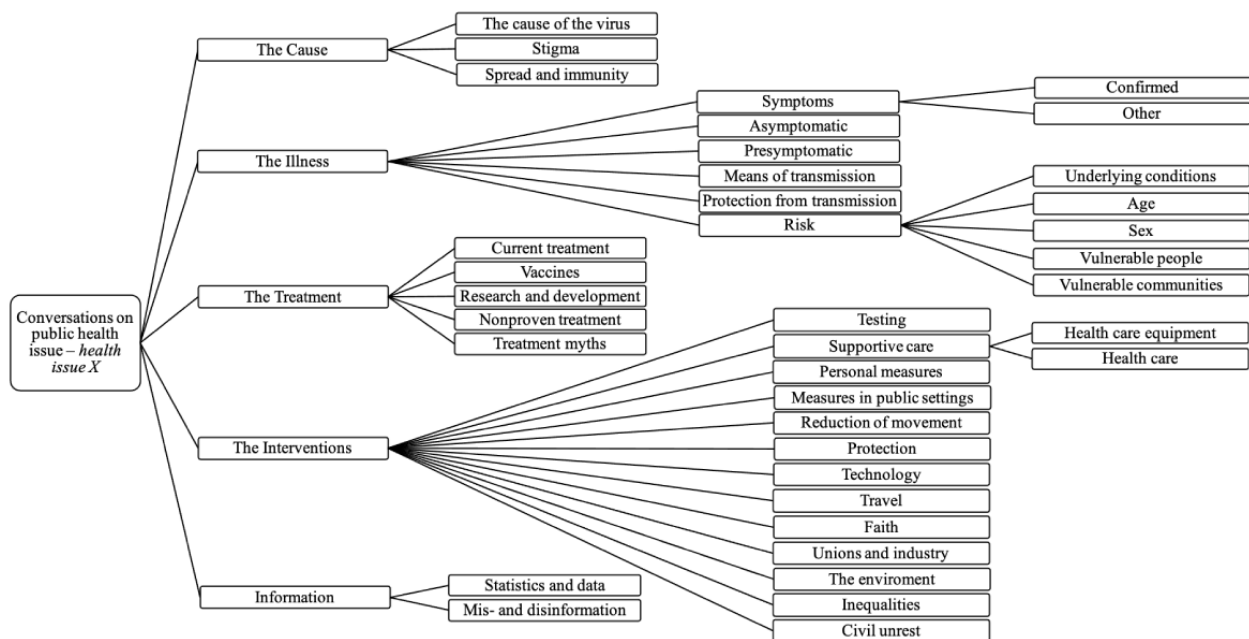 Conversations on
public health
issue – health
issue X
The Cause
The cause of the virus
Stigma
Spread and immunity
The Illness
Symptoms
Confirmed
Other
Asymptomatic
Presymptomatic
Means of transmission
Protection from transmission
Risk
Underlying conditions
Age
Sex
Vulnerable people
Vulnerable communities
The Treatment
Current treatment
Vaccines
Research and development
Nonproven treatment
Treatment myths
The Interventions
Testing
Supportive care
Health care equipment
Health care
Personal measures
Measures in public settings
Reduction of movement
Protection
Technology
Travel
Faith
Unions and industry
The enviroment
Inequalities
Civil unrest
Information
Statistics and data
Mis- and disinformation